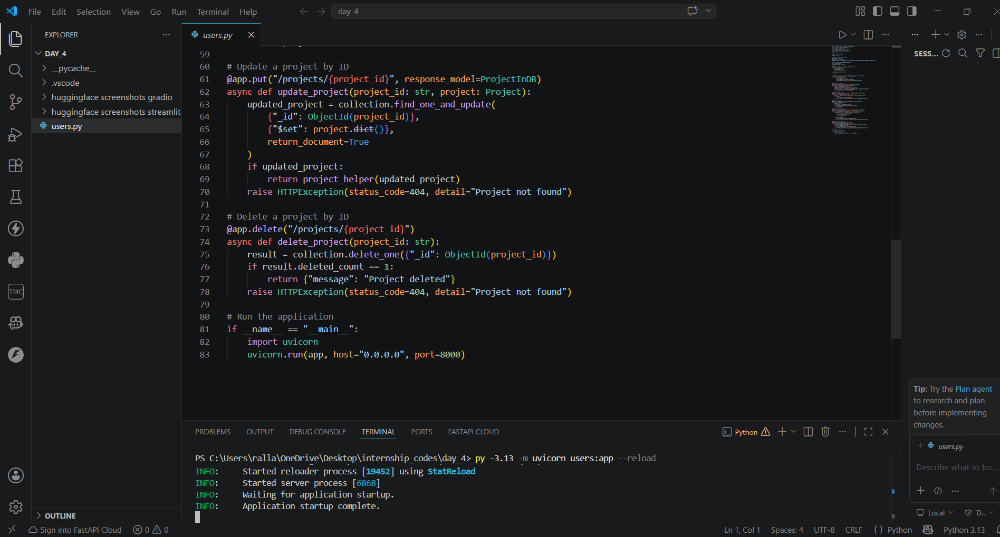 File Edit Selection View Go Run Terminal Help
day_4
EXPLORER
DAY_4
__pycache__
.vscode
huggingface screenshots gradio
huggingface screenshots streamlit
users.py
OUTLINE
users.py
59
60 # Update a project by ID
61 @app.put("/projects/{project_id}", response_model=ProjectInDB)
62 async def update_project(project_id: str, project: Project):
63 updated_project = collection.find_one_and_update(
64 {"_id": ObjectId(project_id)},
65 {"$set": project.dict()},
66 return_document=True
67 )
68 if updated_project:
69 return project_helper(updated_project)
70 raise HTTPException(status_code=404, detail="Project not found")
71
72 # Delete a project by ID
73 @app.delete("/projects/{project_id}")
74 async def delete_project(project_id: str):
75 result = collection.delete_one({"_id": ObjectId(project_id)})
76 if result.deleted_count == 1:
77 return {"message": "Project deleted"}
78 raise HTTPException(status_code=404, detail="Project not found")
79
80 # Run the application
81 if __name__ == "__main__":
82 import uvicorn
83 uvicorn.run(app, host="0.0.0.0", port=8000)
PROBLEMS OUTPUT DEBUG CONSOLE TERMINAL PORTS FASTAPI CLOUD
Python
PS C:\Users\ralla\OneDrive\Desktop\internship_codes\day_4> py -3.13 -m uvicorn users:app --reload
INFO: Started reloader process [19452] using StatReload
INFO: Started server process [6868]
INFO: Waiting for application startup.
INFO: Application startup complete.
SESS...
Tip: Try the Plan agent
to research and plan
before implementing
changes.
users.py
Describe what to bu...
Local D..
TMC
Sign into FastAPI Cloud 0 0
Ln 1, Col 1 Spaces: 4 UTF-8 CRLF { } Python Python 3.13